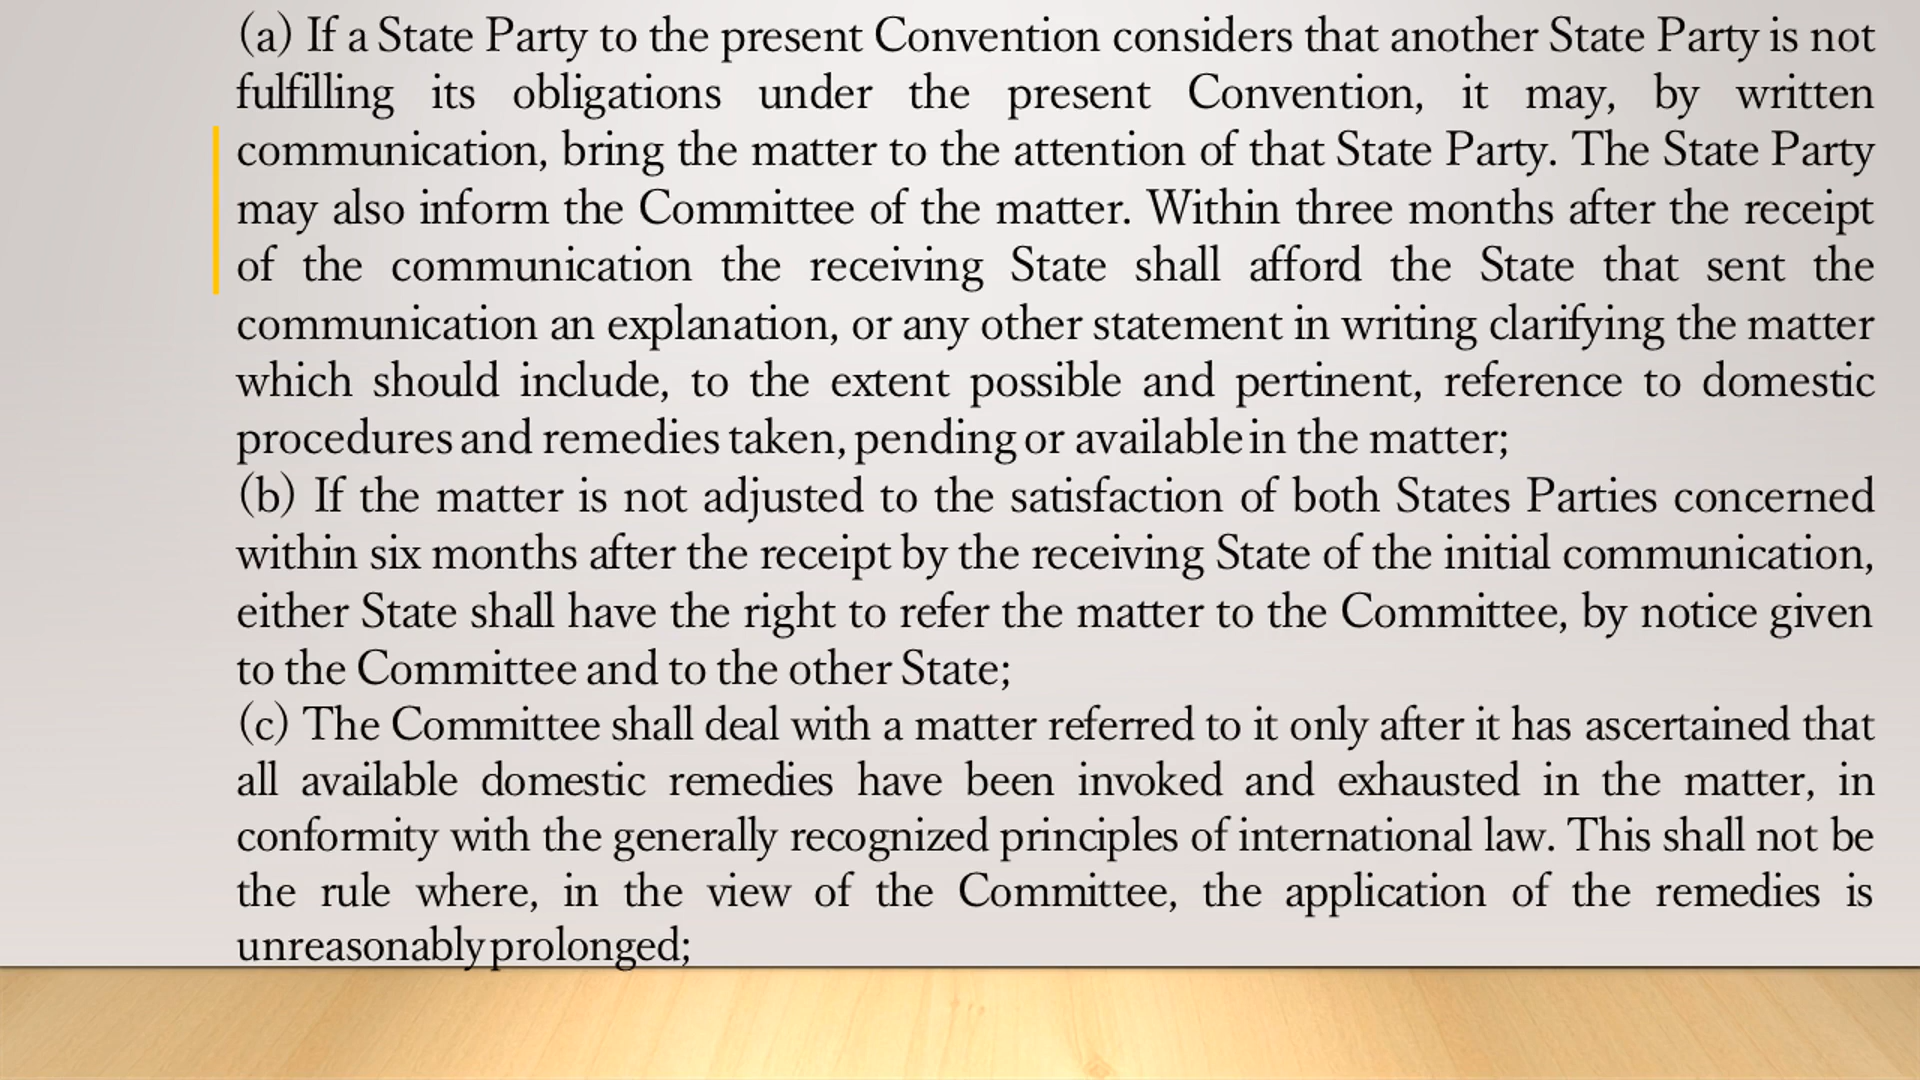 (a) If a State Party to the present Convention considers that another State Party is not
fulfilling its obligations under the present Convention, it may, by written
communication, bring the matter to the attention of that State Party. The State Party
may also inform the Committee of the matter. Within three months after the receipt
of the communication the receiving State shall afford the State that sent the
communication an explanation, or any other statement in writing clarifying the matter
which should include, to the extent possible and pertinent, reference to domestic
procedures and remedies taken, pending or available in the matter;
(b) If the matter is not adjusted to the satisfaction of both States Parties concerned
within six months after the receipt by the receiving State of the initial communication,
either State shall have the right to refer the matter to the Committee, by notice given
to the Committee and to the other State;
(c) The Committee shall deal with a matter referred to it only after it has ascertained that
all available domestic remedies have been invoked and exhausted in the matter, in
conformity with the generally recognized principles of international law. This shall not be
the rule where, in the view of the Committee, the application of the remedies is
unreasonably prolonged;